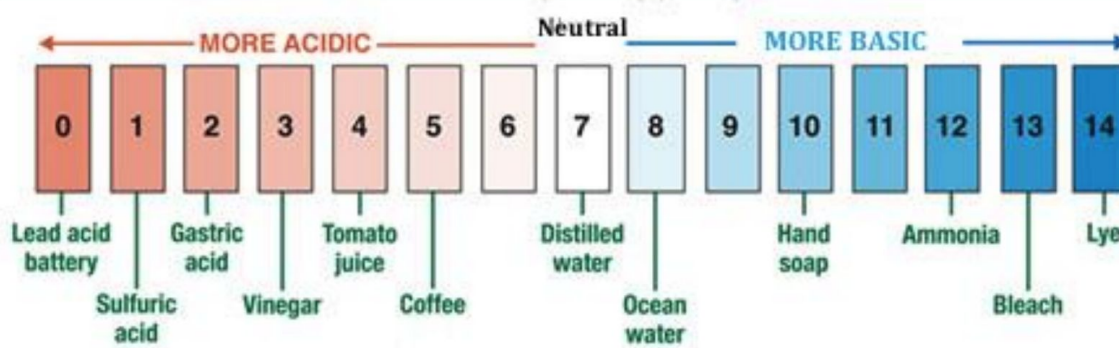 Neutral
MORE ACIDIC
MORE BASIC
0 1 2 3 4 5 6 7 8 9 10 11 12 13 14
Lead acid
battery
Sulfuric
acid
Gastric
acid
Vinegar
Tomato
juice
Coffee
Distilled
water
Ocean
water
Hand
soap
Ammonia
Bleach
Lye